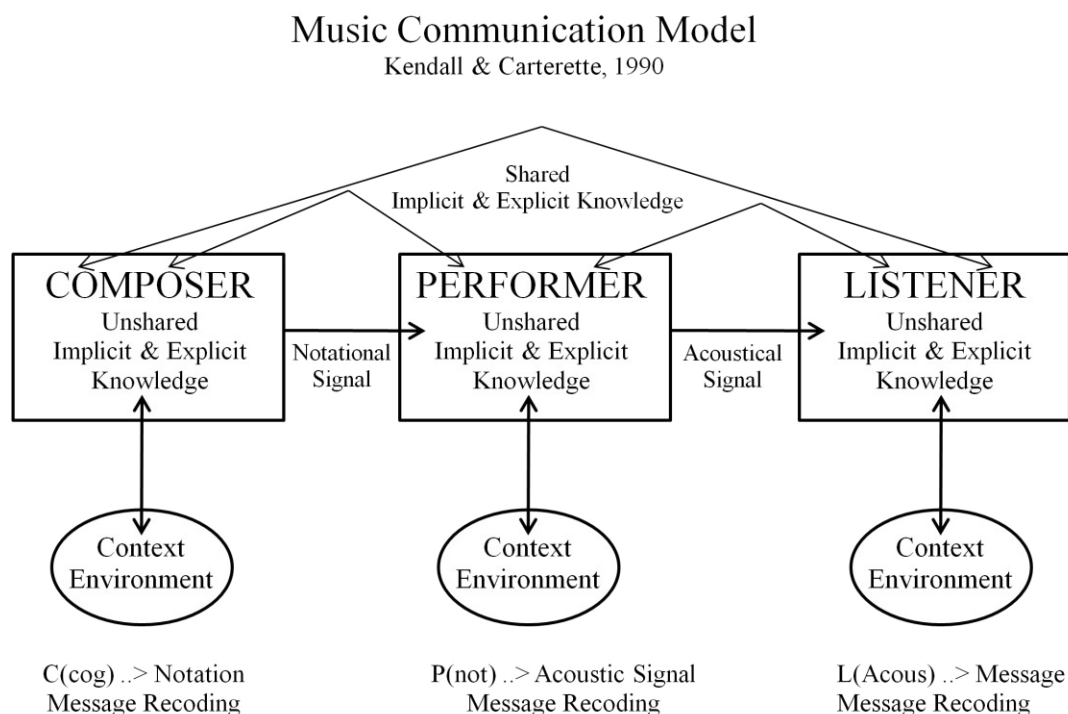 Music Communication Model
Kendall & Carterette, 1990
Shared
Implicit & Explicit Knowledge
COMPOSER
Unshared
Implicit & Explicit
Knowledge
Notational
Signal
PERFORMER
Unshared
Implicit & Explicit
Knowledge
Acoustical
Signal
LISTENER
Unshared
Implicit & Explicit
Knowledge
Context
Environment
Context
Environment
Context
Environment
C(cog) ..> Notation
Message Recoding
P(not) ..> Acoustic Signal
Message Recoding
L(Acous) ..> Message
Message Recoding